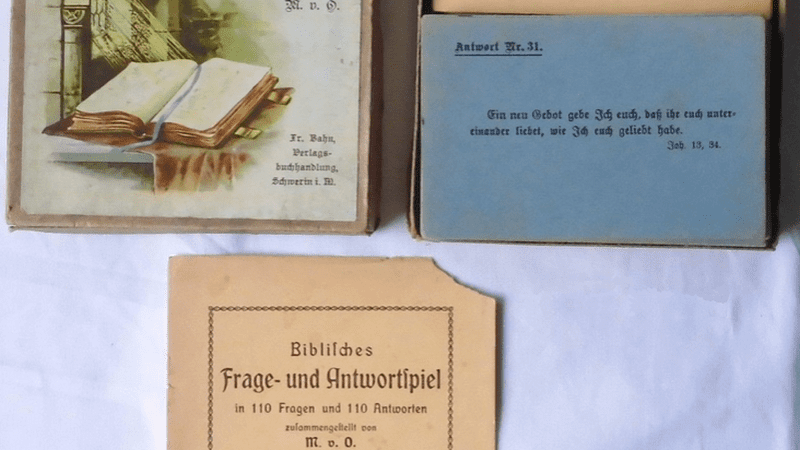 M. v. O.
Fr. Bahn,
Verlags-
buchhandlung,
Schwerin i. M.
Antwort Nr. 31.
Ein neu Gebot gebe Ich euch, daß ihr euch unter-
einander liebet, wie Ich euch geliebt habe.
Joh. 13, 34.
Biblisches
Frage- und Antwortspiel
in 110 Fragen und 110 Antworten
zusammengestellt von
M. v. O.